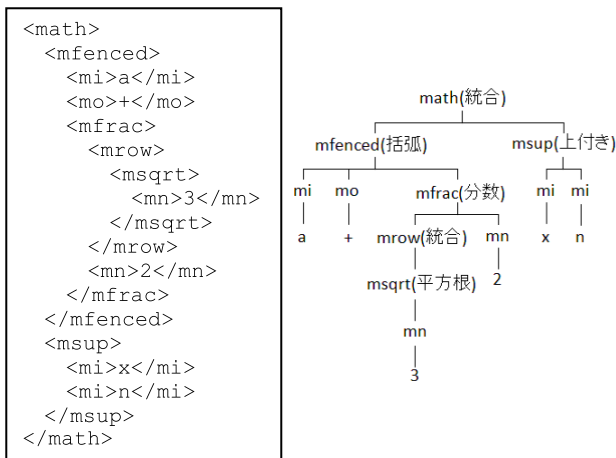 <math>
<mfenced>
<mi>a</mi>
<mo>+</mo>
<mfrac>
<mrow>
<msqrt>
<mn>3</mn>
</msqrt>
</mrow>
<mn>2</mn>
</mfrac>
</mfenced>
<msup>
<mi>x</mi>
<mi>n</mi>
</msup>
</math>
math(統合)
mfenced(括弧) msup(上付き)
mi mo mfrac(分数) mi mi
a + mrow(統合) mn x n
msqrt(平方根) 2
mn
3